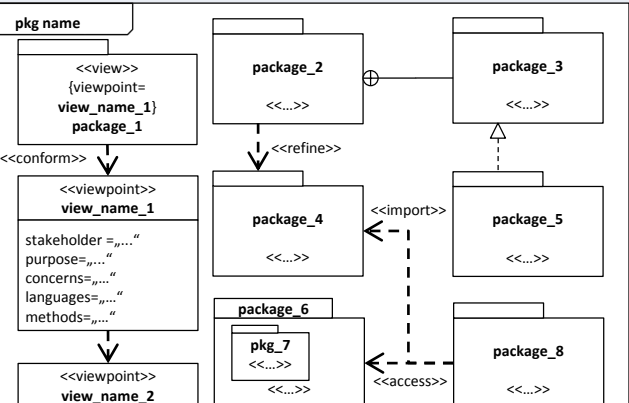 pkg name
<<view>>
{viewpoint=
view_name_1}
package_1
package_2
<<...>>
package_3
<<...>>
<<conform>>
<<refine>>
<<viewpoint>>
view_name_1
stakeholder =„...“
purpose=„...“
concerns=„...“
languages=„...“
methods=„...“
package_4
<<...>>
<<import>>
package_5
<<...>>
package_6
pkg_7
<<...>>
<<...>>
<<access>>
package_8
<<...>>
<<viewpoint>>
view_name_2